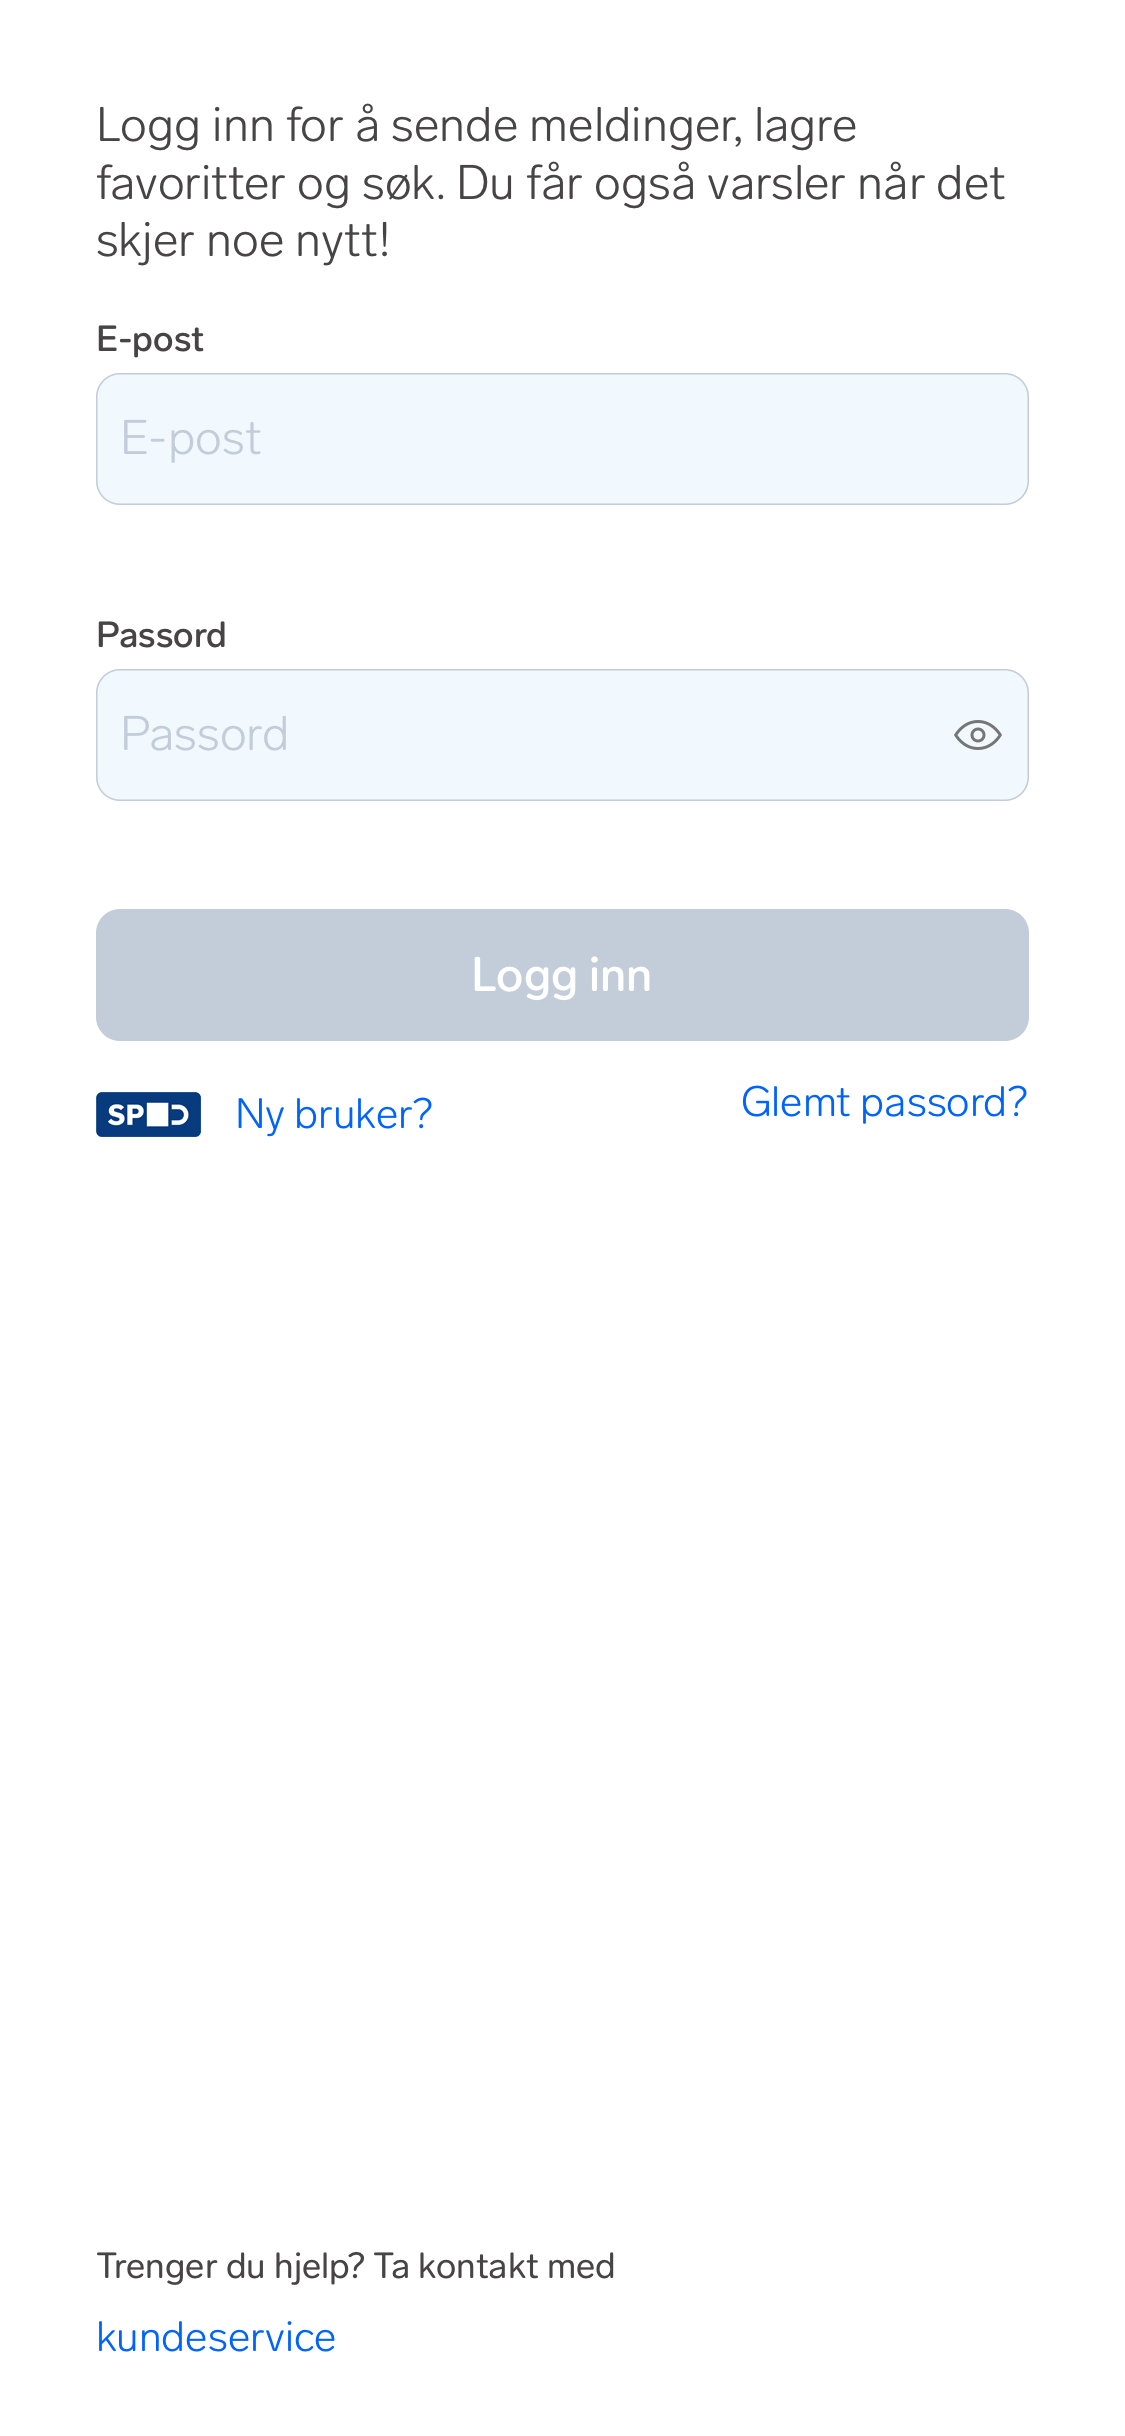 Logg inn for å sende meldinger, lagre
favoritter og søk. Du får også varsler når det
skjer noe nytt!
E-post
E-post
Passord
Passord
Logg inn
SPiD
Ny bruker?
Glemt passord?
Trenger du hjelp? Ta kontakt med
kundeservice